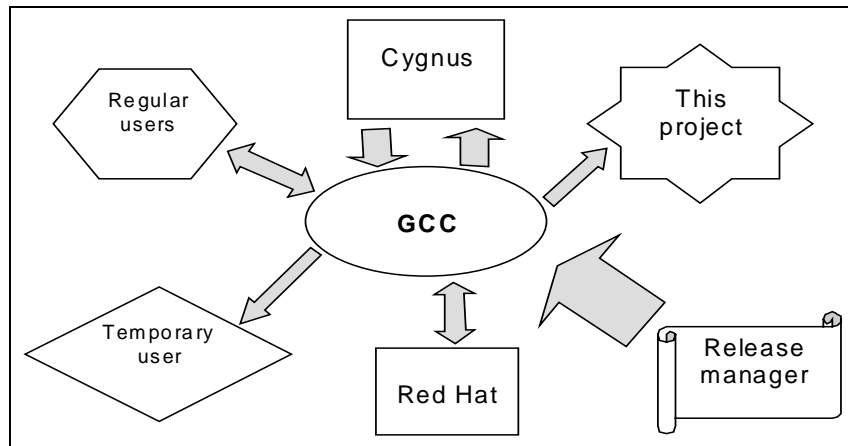 Cygnus
Regular
users
This
project
GCC
Temporary
user
Red Hat
Release
manager